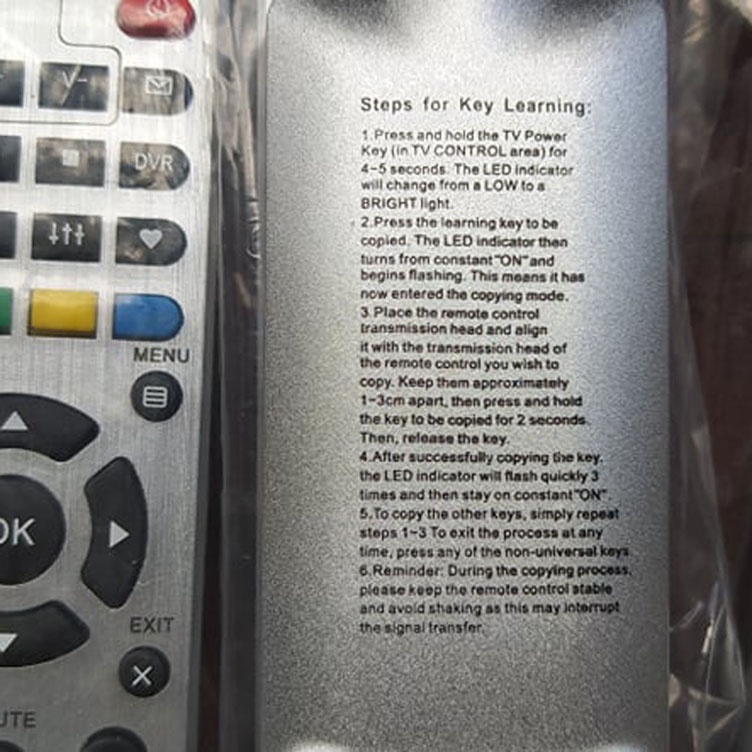 V-
DVR
MENU
OK
EXIT
UTE
Steps for Key Learning:
1.Press and hold the TV Power
Key (in TV CONTROL area) for
4-5 seconds. The LED indicator
will change from a LOW to a
BRIGHT light.
2.Press the learning key to be
copied. The LED indicator then
turns from constant"ON"and
begins flashing. This means it has
now entered the copying mode.
3.Place the remote control
transmission head and align
it with the transmission head of
the remote control you wish to
copy. Keep them approximately
1-3cm apart, then press and hold
the key to be copied for 2 seconds.
Then, release the key.
4.After successfully copying the key.
the LED indicator will flash quickly 3
times and then stay on constant"ON".
5.To copy the other keys, simply repeat
steps 1-3 To exit the process at any
time, press any of the non-universal keys
6.Reminder: During the copying process,
please keep the remote control stable
and avoid shaking as this may interrupt
the signal transfer.